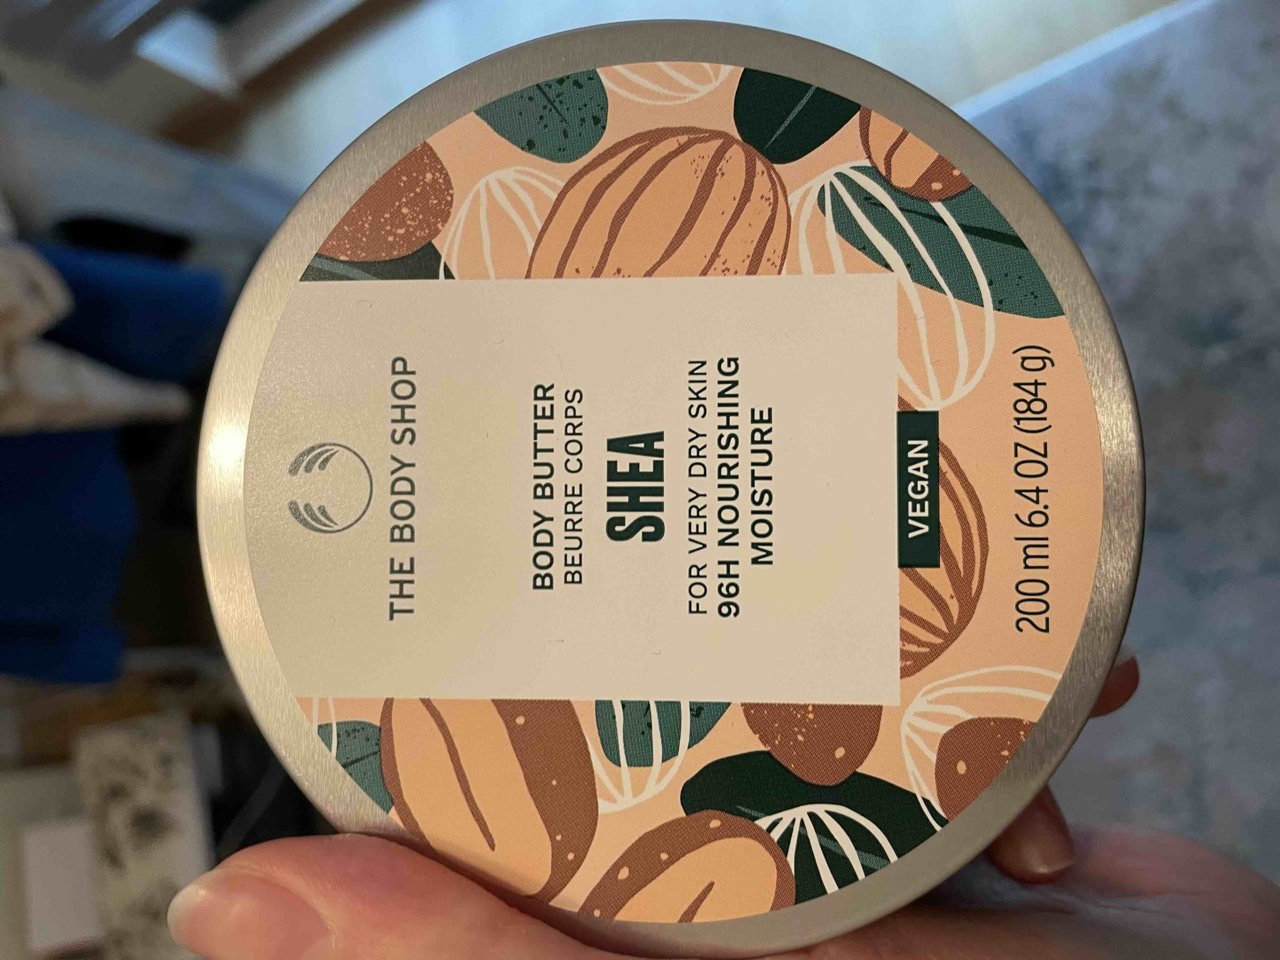 THE BODY SHOP
BODY BUTTER
BEURRE CORPS
SHEA
FOR VERY DRY SKIN
96H NOURISHING
MOISTURE
VEGAN
200 ml 6.4 OZ (184 g)